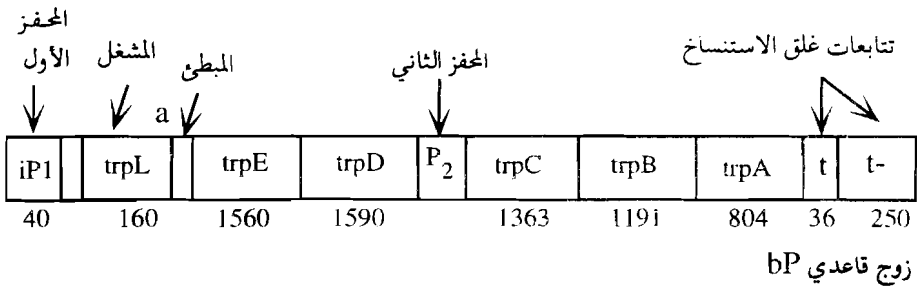 المحفز
الأول
المشغل
المبطئ
المحفز الثاني
تتابعات غلق الاستنساخ
a
iP1 trpL trpE trpD P2 trpC trpB trpA t t-
40 160 1560 1590 1363 1191 804 36 250
زوج قاعدي bP